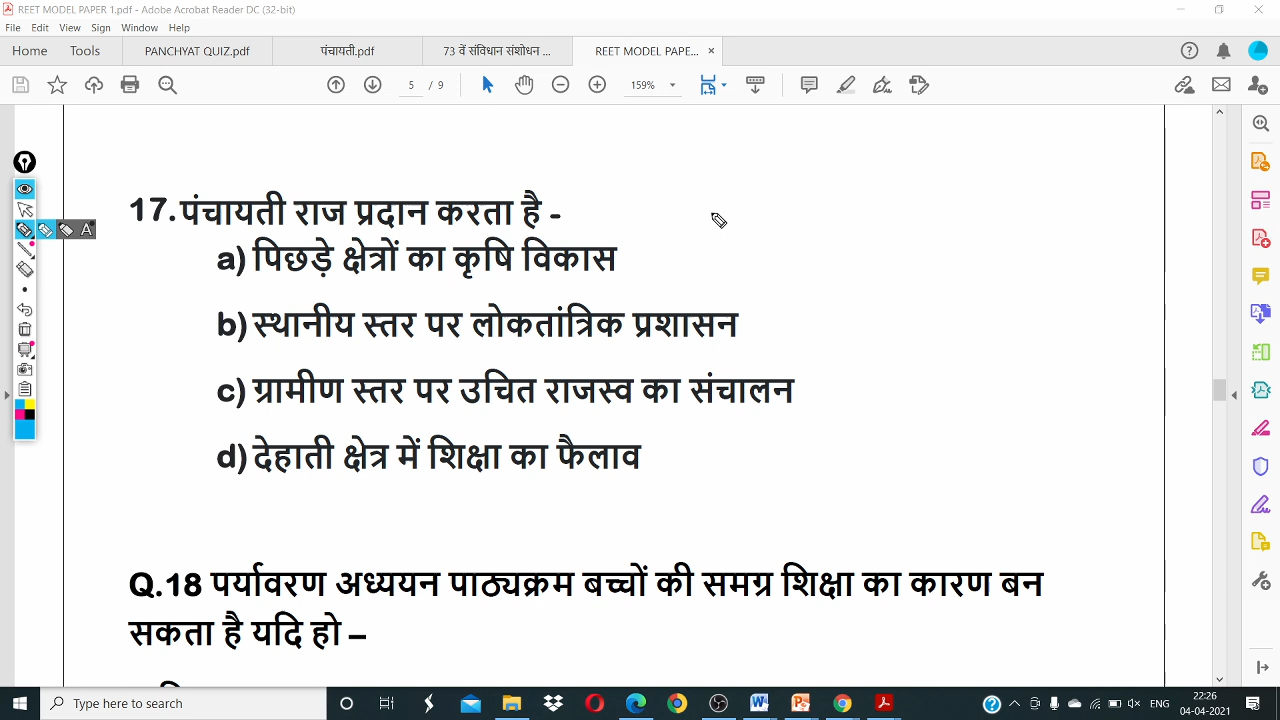 REET MODEL PAPER 1.pdf - Adobe Acrobat Reader DC (32-bit)
File Edit View Sign Window Help
Home Tools PANCHYAT QUIZ.pdf पंचायती.pdf 73 वें संविधान संशोधन ... REET MODEL PAPE... ×
5 / 9 159%
17.पंचायती राज प्रदान करता है -
a) पिछड़े क्षेत्रों का कृषि विकास
b) स्थानीय स्तर पर लोकतांत्रिक प्रशासन
c) ग्रामीण स्तर पर उचित राजस्व का संचालन
d) देहाती क्षेत्र में शिक्षा का फैलाव
Q.18 पर्यावरण अध्ययन पाठ्यक्रम बच्चों की समग्र शिक्षा का कारण बन
सकता है यदि हो –
Type here to search
ENG
22:26
04-04-2021